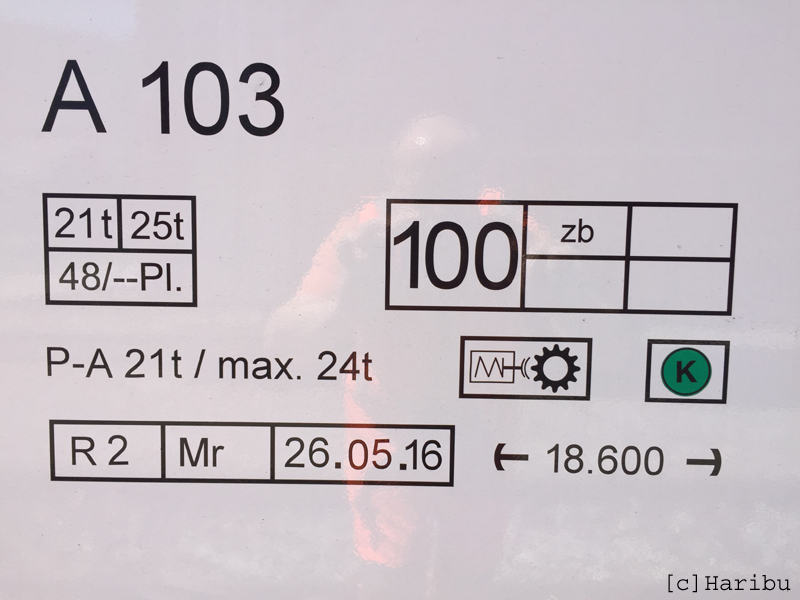 A 103
21t 25t
48/--Pl.
100 zb
P-A 21t / max. 24t
K
R 2 Mr 26.05.16
18.600
[c]Haribu